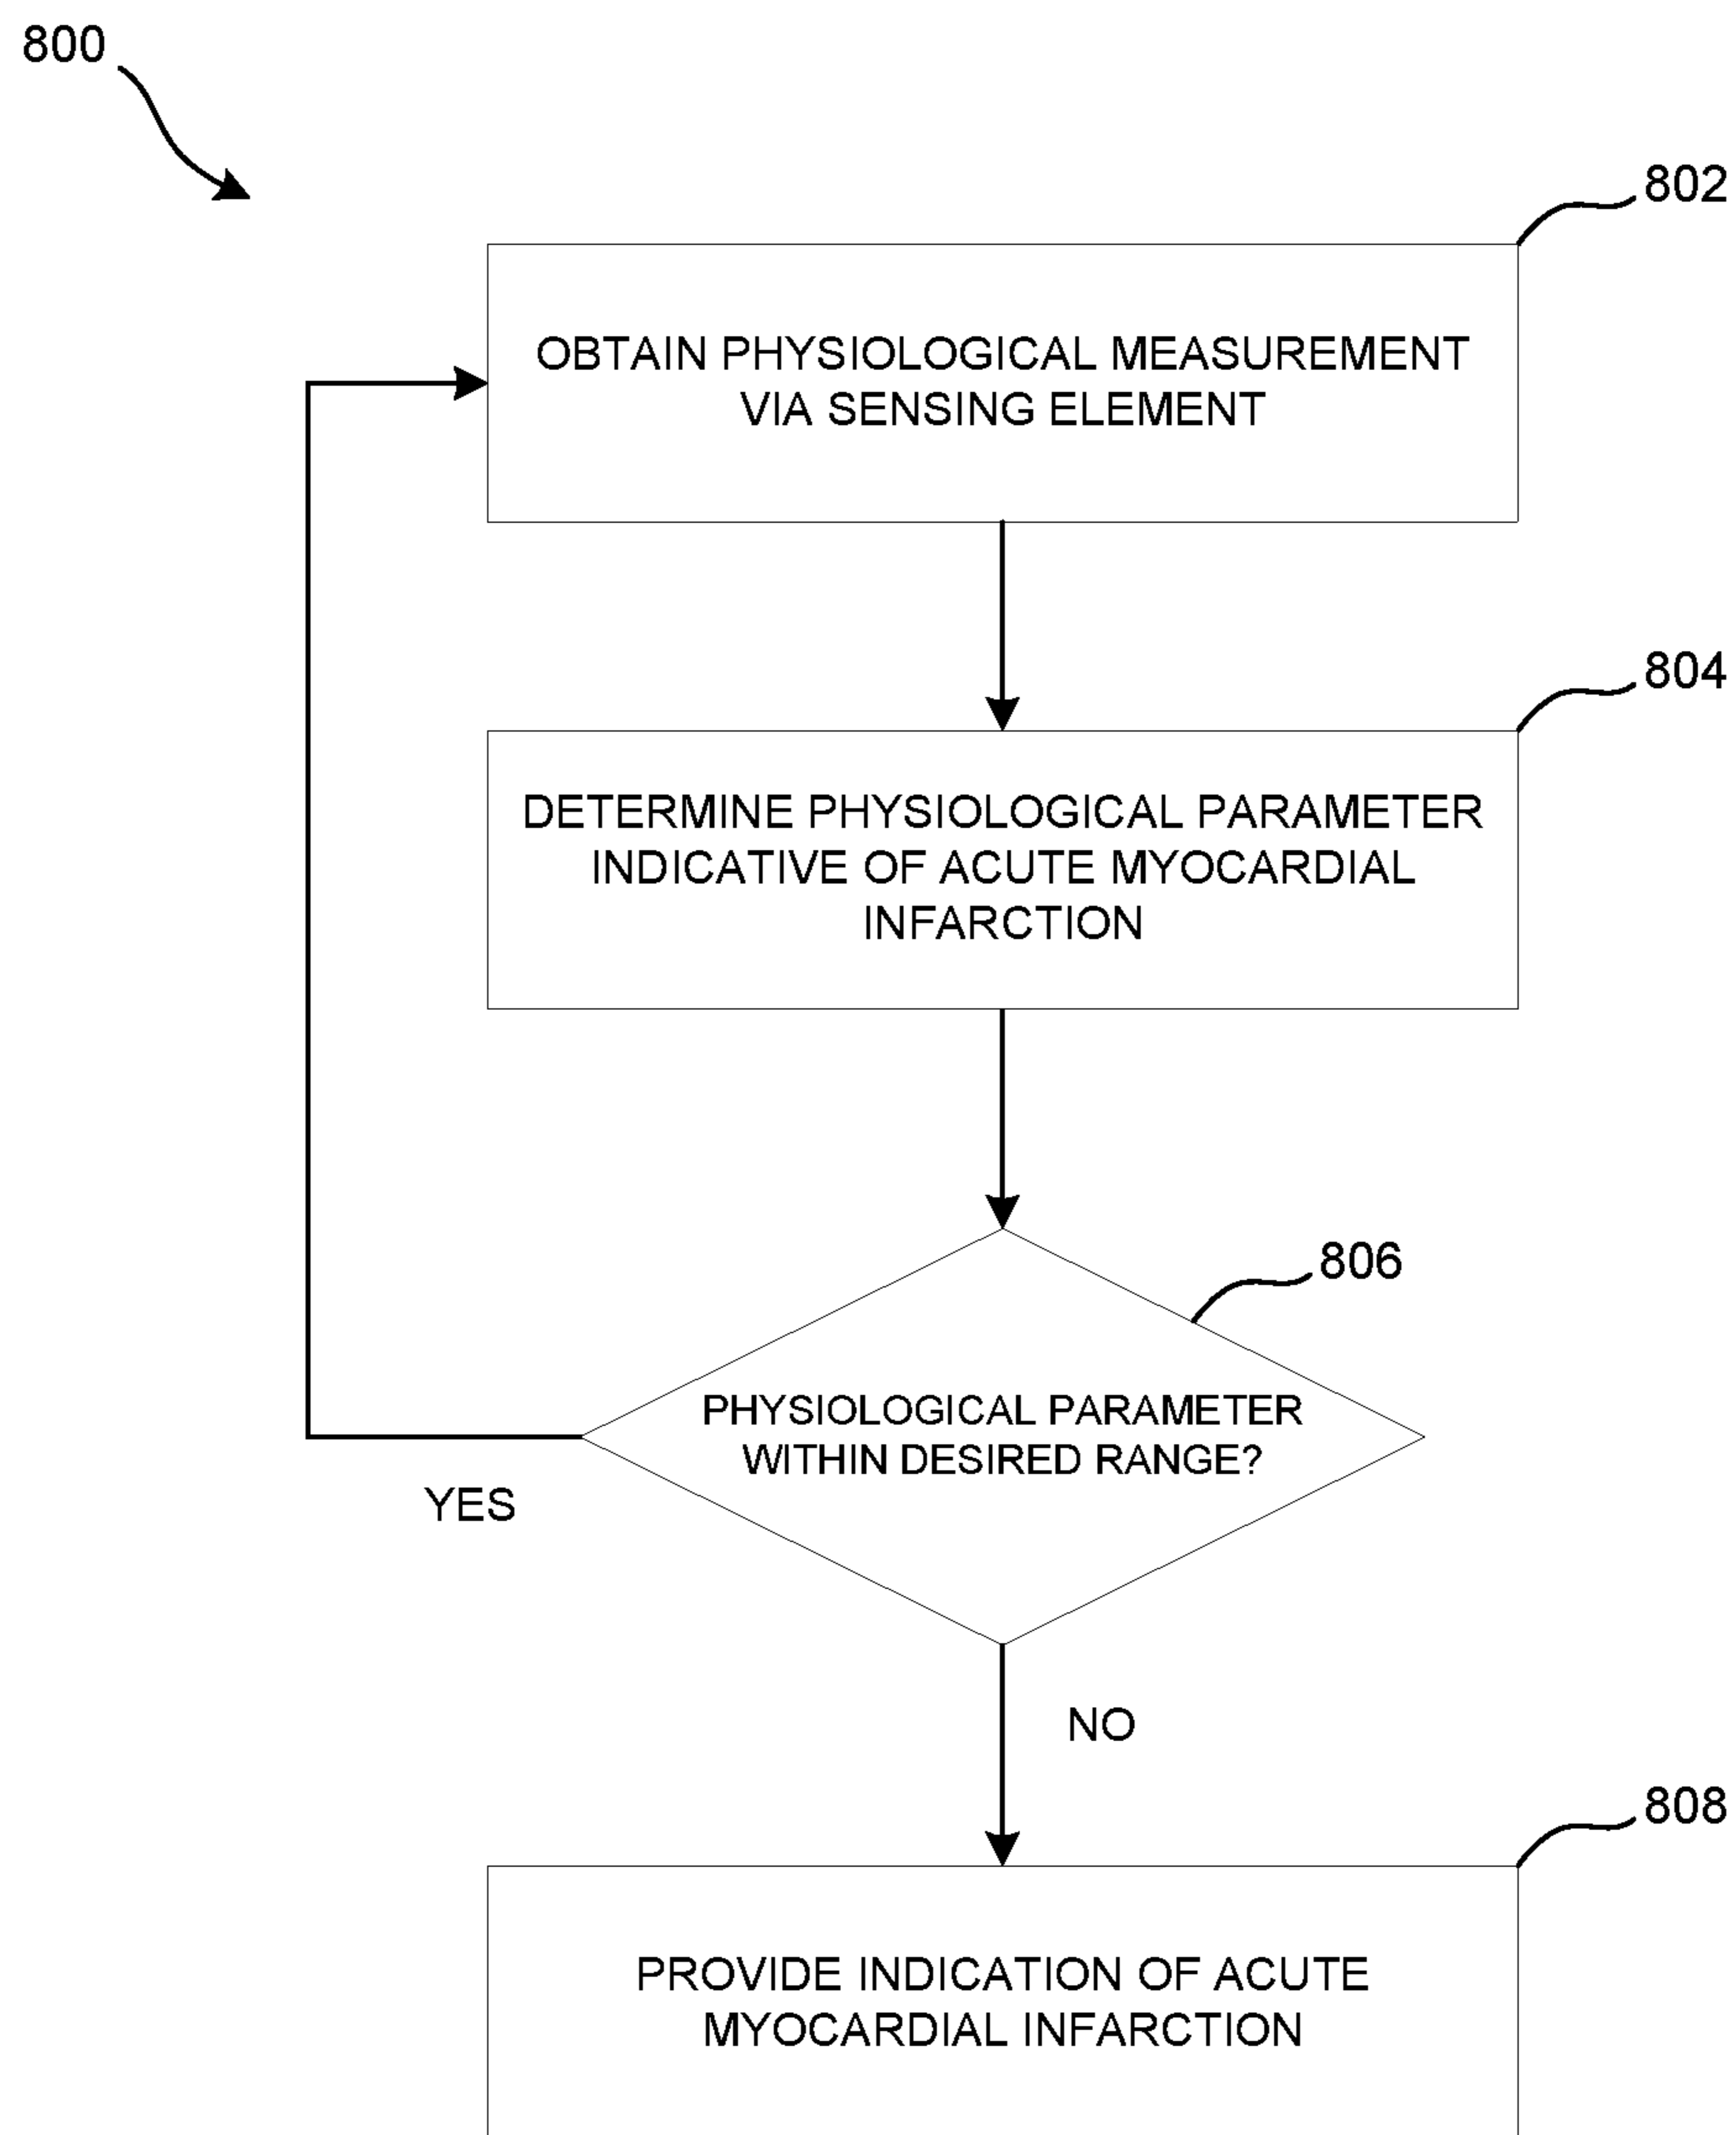 800
802
OBTAIN PHYSIOLOGICAL MEASUREMENT
VIA SENSING ELEMENT
804
DETERMINE PHYSIOLOGICAL PARAMETER
INDICATIVE OF ACUTE MYOCARDIAL
INFARCTION
806
PHYSIOLOGICAL PARAMETER
WITHIN DESIRED RANGE?
YES
NO
808
PROVIDE INDICATION OF ACUTE
MYOCARDIAL INFARCTION